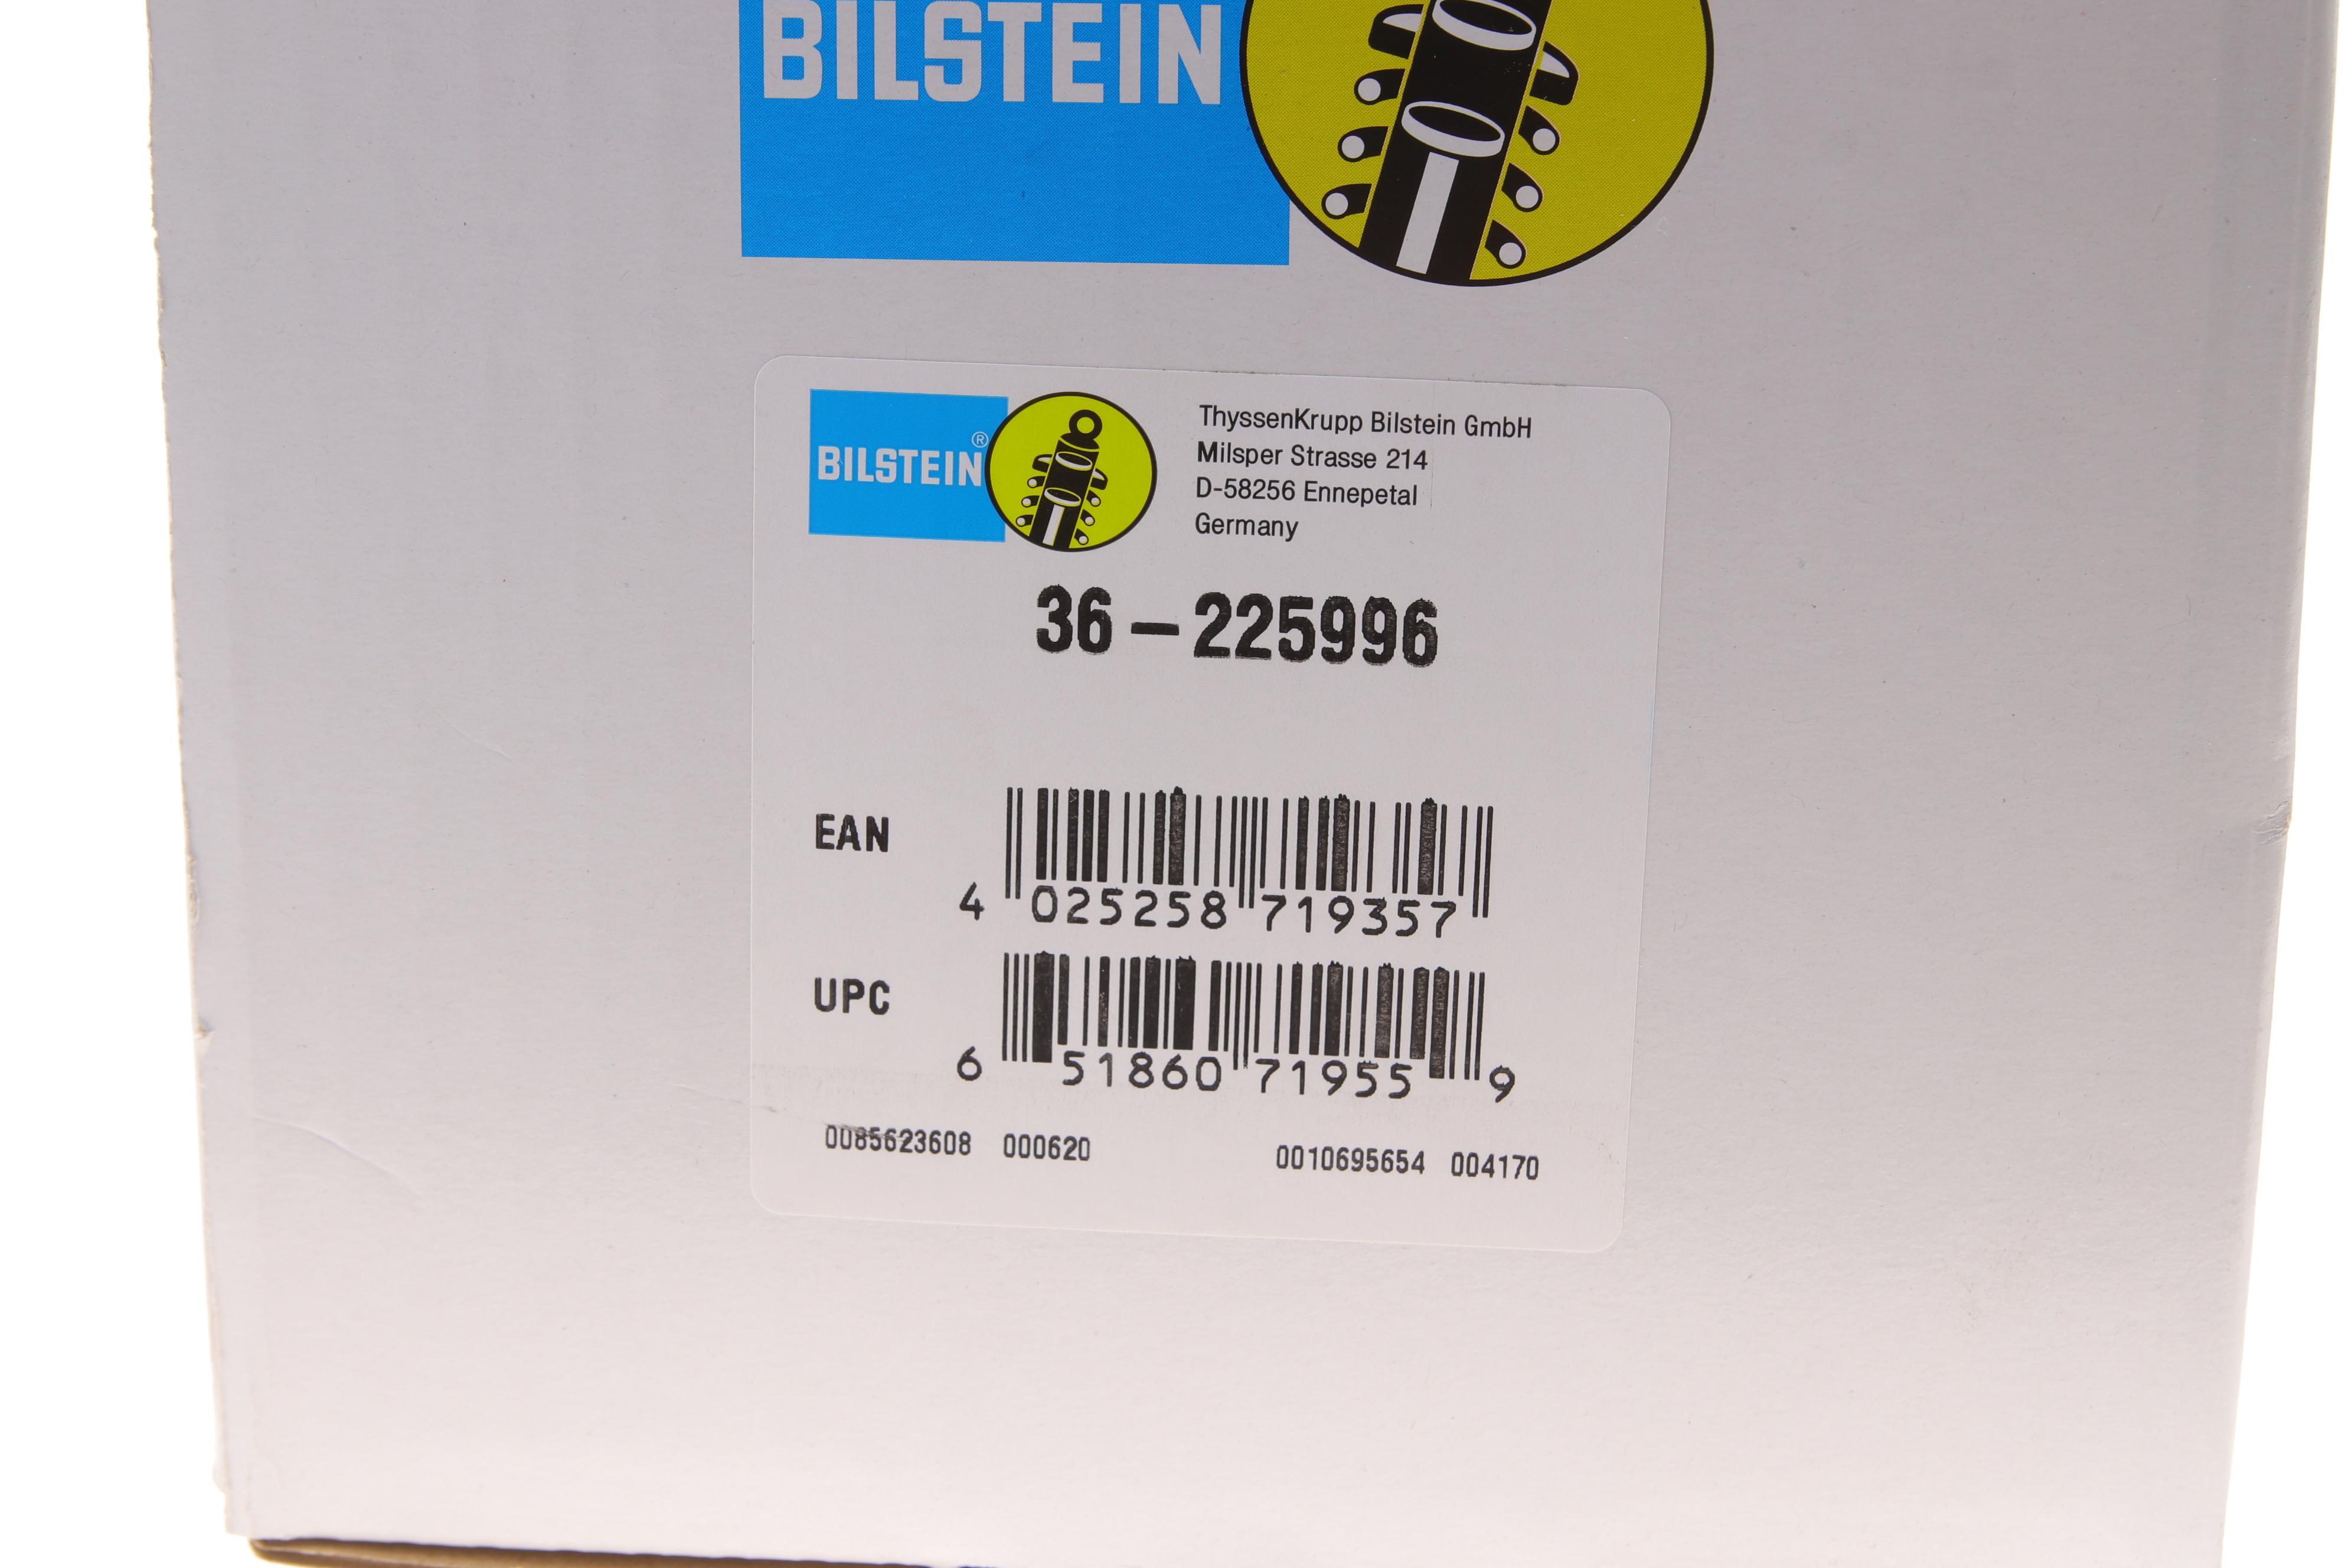 BILSTEIN
BILSTEIN®
ThyssenKrupp Bilstein GmbH
Milsper Strasse 214
D-58256 Ennepetal
Germany
36-225996
EAN
4 025258 719357
UPC
6 51860 71955 9
0085623608 000620 0010695654 004170